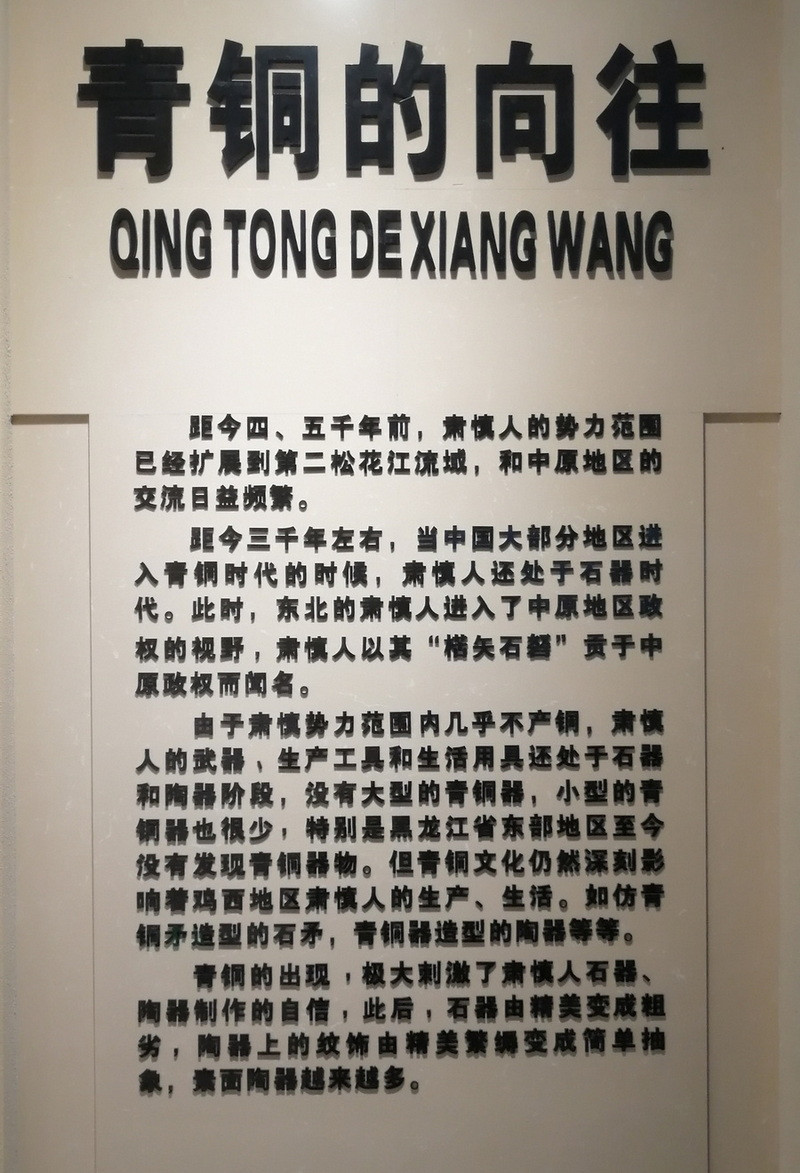 青铜的向往
QING TONG DE XIANG WANG
距今四、五千年前，肃慎人的势力范围
已经扩展到第二松花江流域，和中原地区的
交流日益频繁。
距今三千年左右，当中国大部分地区进
入青铜时代的时候，肃慎人还处于石器时
代。此时，东北的肃慎人进入了中原地区政
权的视野，肃慎人以其“楛矢石砮”贡于中
原政权而闻名。
由于肃慎势力范围内几乎不产铜，肃慎
人的武器、生产工具和生活用具还处于石器
和陶器阶段，没有大型的青铜器，小型的青
铜器也很少，特别是黑龙江省东部地区至今
没有发现青铜器物。但青铜文化仍然深刻影
响着鸡西地区肃慎人的生产、生活。如仿青
铜矛造型的石矛，青铜器造型的陶器等等。
青铜的出现，极大刺激了肃慎人石器、
陶器制作的自信，此后，石器由精美变成粗
劣，陶器上的纹饰由精美繁缛变成简单抽
象，素面陶器越来越多。